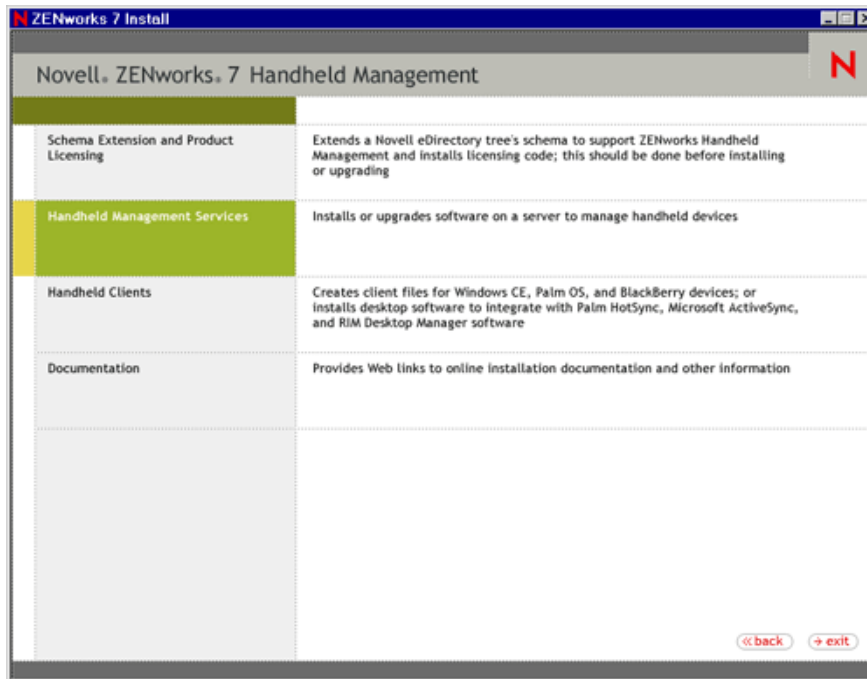 N ZENworks 7 Install
Novell® ZENworks® 7 Handheld Management
N
Schema Extension and Product
Licensing
Extends a Novell eDirectory tree's schema to support ZENworks Handheld
Management and installs licensing code; this should be done before installing
or upgrading
Handheld Management Services
Installs or upgrades software on a server to manage handheld devices
Handheld Clients
Creates client files for Windows CE, Palm OS, and BlackBerry devices; or
installs desktop software to integrate with Palm HotSync, Microsoft ActiveSync,
and RIM Desktop Manager software
Documentation
Provides Web links to online installation documentation and other information
back
exit